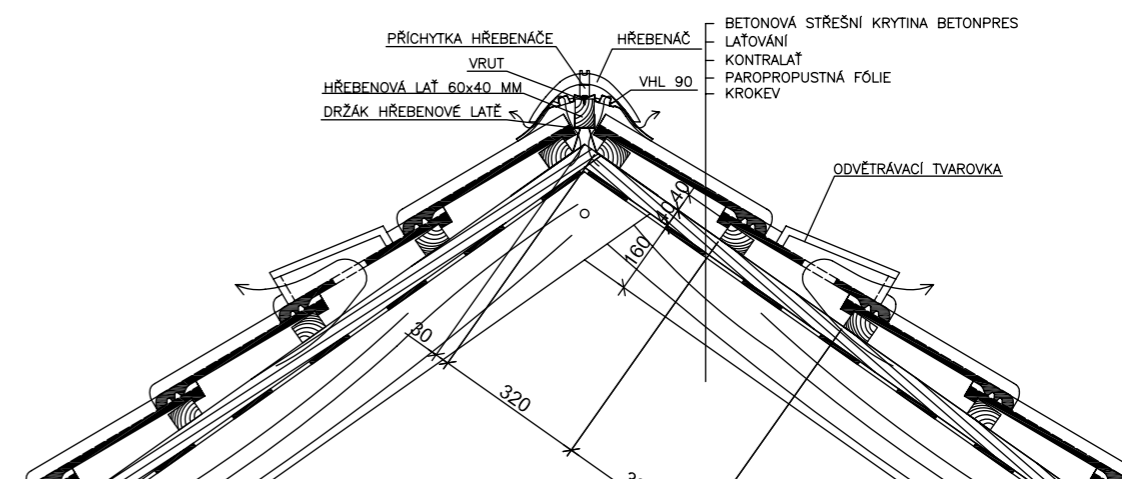 BETONOVÁ STŘEŠNÍ KRYTINA BETONPRES
PŘÍCHYTKA HŘEBENÁČE
HŘEBENÁČ
LAŤOVÁNÍ
KONTRALAŤ
VRUT
PAROPROPUSTNÁ FÓLIE
VHL 90
HŘEBENOVÁ LAŤ 60x40 MM
KROKEV
DRŽÁK HŘEBENOVÉ LATĚ
ODVĚTRÁVACÍ TVAROVKA
40
40
160
30
320